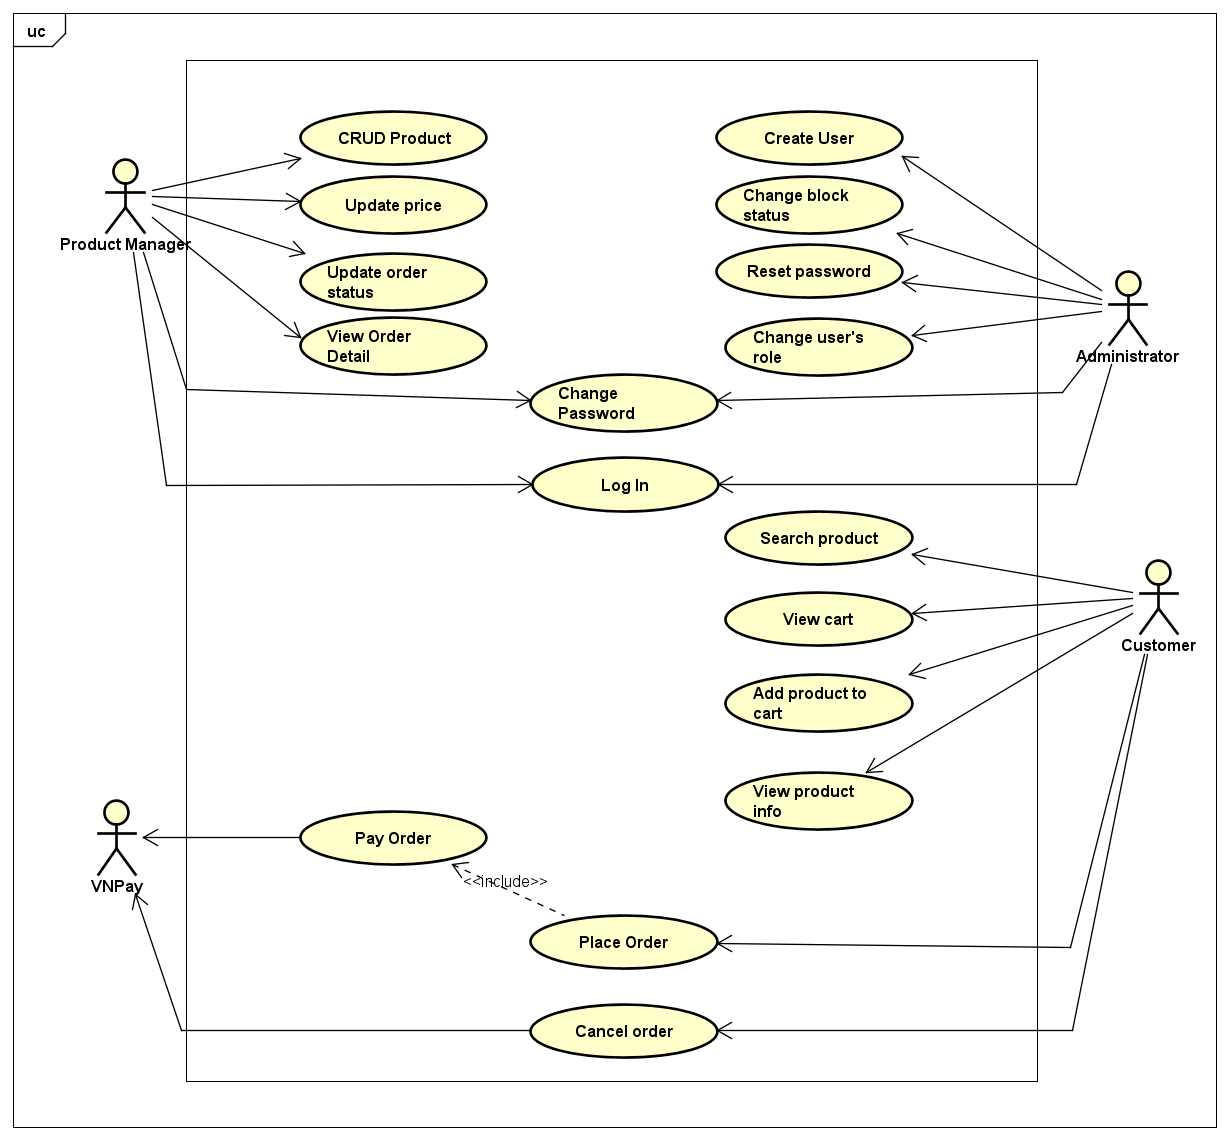 uc
CRUD Product
Create User
Update price
Change block
status
Product Manager
Update order
status
Reset password
View Order
Detail
Change user's
role
Administrator
Change
Password
Log In
Search product
View cart
Customer
Add product to
cart
View product
info
Pay Order
VNPay
<<include>>
Place Order
Cancel order